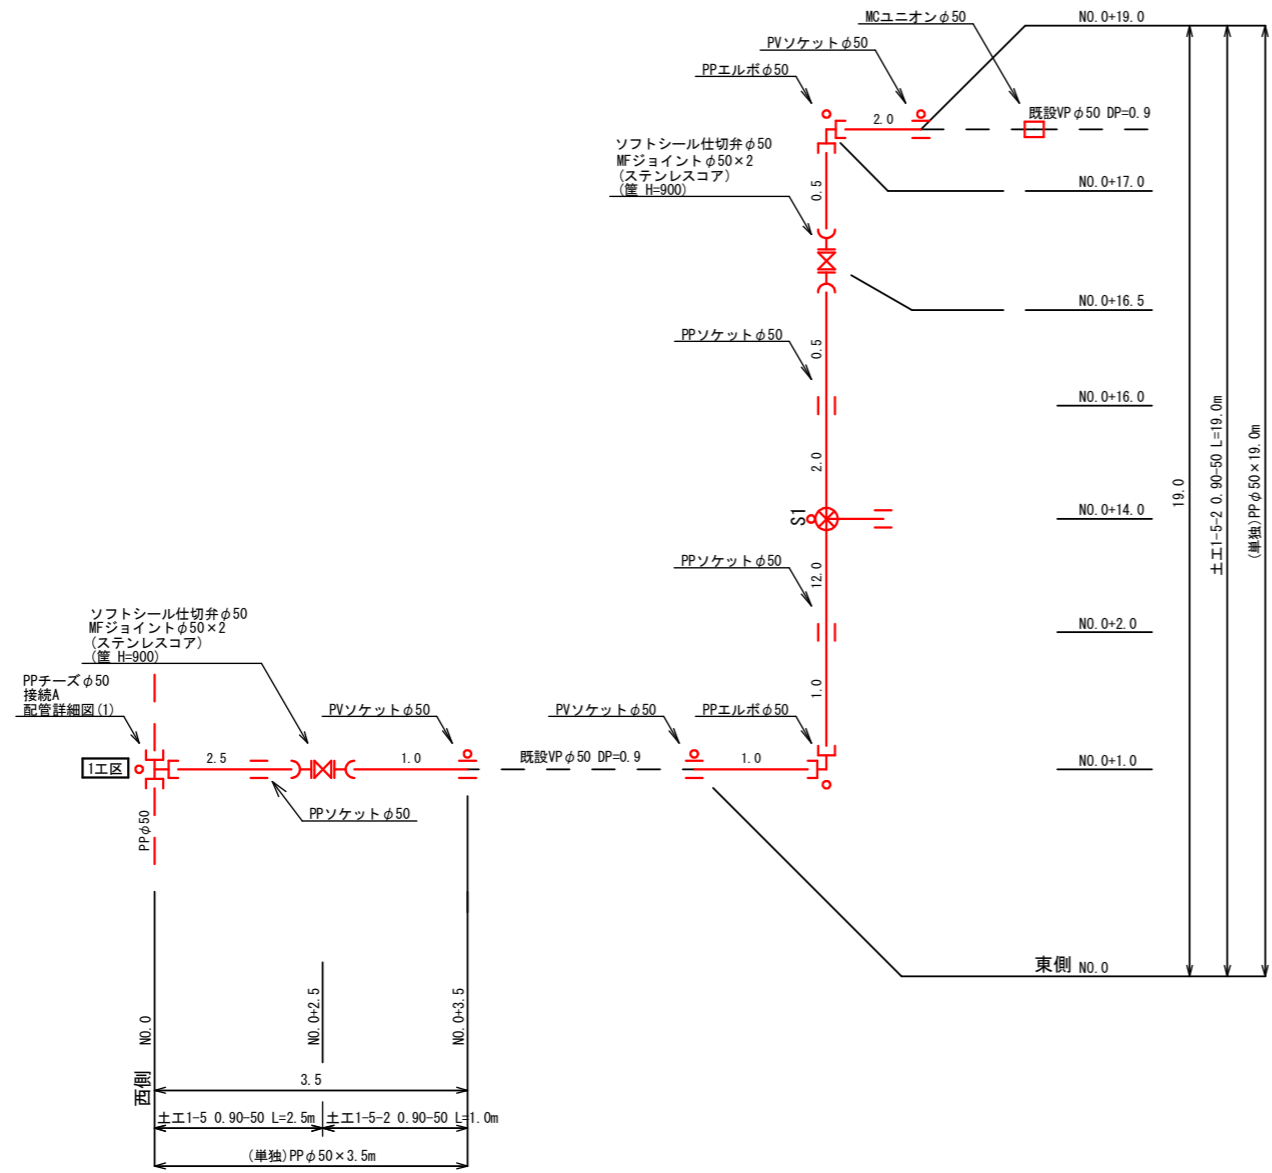 MCユニオンφ50
NO.0+19.0
PVソケットφ50
PPエルボφ50
2.0
既設VPφ50 DP=0.9
ソフトシール仕切弁φ50
MFジョイントφ50×2
(ステンレスコア)
(筐 H=900)
0.5
NO.0+17.0
NO.0+16.5
PPソケットφ50
0.5
NO.0+16.0
2.0
19.0
土工1-5-2 0.90-50 L=19.0m
(単独)PPφ50×19.0m
S1
NO.0+14.0
PPソケットφ50
12.0
NO.0+2.0
ソフトシール仕切弁φ50
MFジョイントφ50×2
(ステンレスコア)
(筐 H=900)
PPチーズφ50
接続A
配管詳細図(1)
PVソケットφ50
PVソケットφ50
PPエルボφ50
1.0
1工区
2.5
1.0
既設VPφ50 DP=0.9
1.0
NO.0+1.0
PPソケットφ50
PPφ50
東側 NO.0
NO.0
NO.0+2.5
NO.0+3.5
西側
3.5
土工1-5 0.90-50 L=2.5m
土工1-5-2 0.90-50 L=1.0m
(単独)PPφ50×3.5m